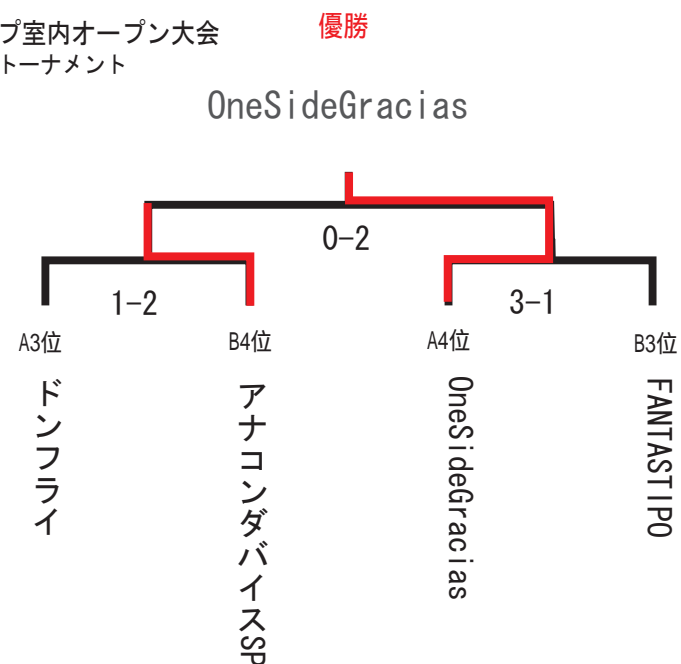 プ室内オープン大会
優勝
トーナメント
OneSideGracias
0-2
1-2
3-1
A3位
B4位
A4位
B3位
ドンフライ
アナコンダバイスSP
OneSideGracias
FANTASTIPO